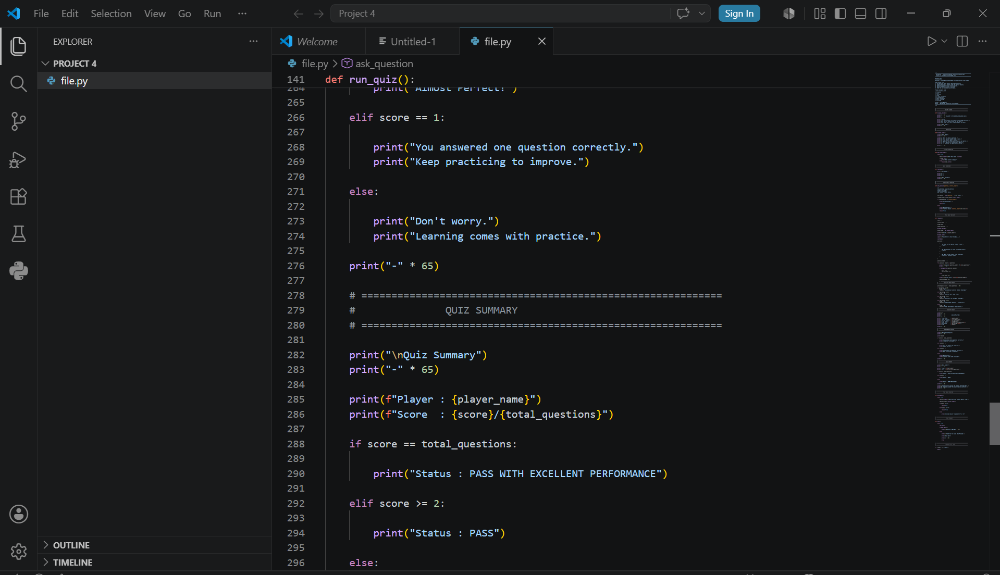 File Edit Selection View Go Run ··· Project 4 Sign In
EXPLORER ···
PROJECT 4
file.py
OUTLINE
TIMELINE
Welcome Untitled-1 file.py
file.py > ask_question
141 def run_quiz():
264 print("Almost Perfect!")
265
266 elif score == 1:
267
268 print("You answered one question correctly.")
269 print("Keep practicing to improve.")
270
271 else:
272
273 print("Don't worry.")
274 print("Learning comes with practice.")
275
276 print("-" * 65)
277
278 # ============================================================
279 # QUIZ SUMMARY
280 # ============================================================
281
282 print("\nQuiz Summary")
283 print("-" * 65)
284
285 print(f"Player : {player_name}")
286 print(f"Score  : {score}/{total_questions}")
287
288 if score == total_questions:
289
290 print("Status : PASS WITH EXCELLENT PERFORMANCE")
291
292 elif score >= 2:
293
294 print("Status : PASS")
295
296 else: